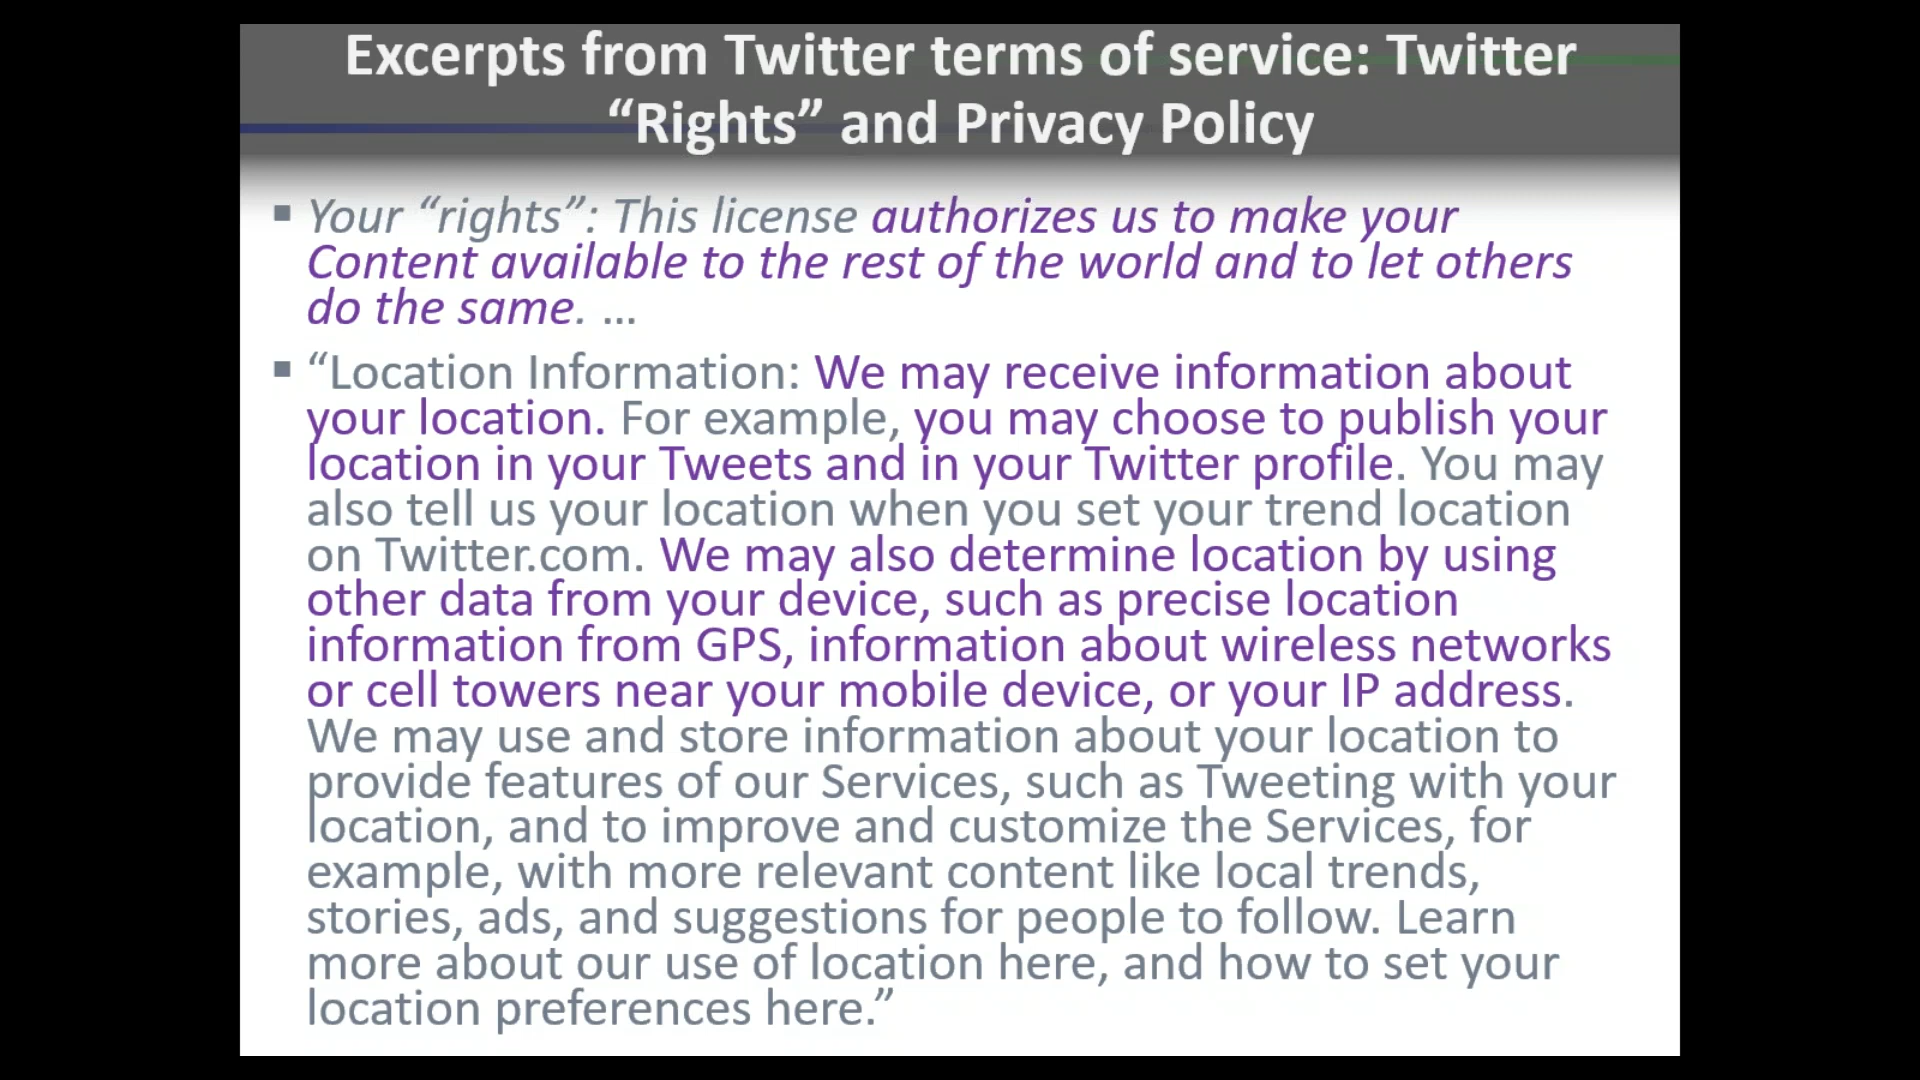 Excerpts from Twitter terms of service: Twitter
“Rights” and Privacy Policy
▪ Your “rights”: This license authorizes us to make your
Content available to the rest of the world and to let others
do the same. …
▪ “Location Information: We may receive information about
your location. For example, you may choose to publish your
location in your Tweets and in your Twitter profile. You may
also tell us your location when you set your trend location
on Twitter.com. We may also determine location by using
other data from your device, such as precise location
information from GPS, information about wireless networks
or cell towers near your mobile device, or your IP address.
We may use and store information about your location to
provide features of our Services, such as Tweeting with your
location, and to improve and customize the Services, for
example, with more relevant content like local trends,
stories, ads, and suggestions for people to follow. Learn
more about our use of location here, and how to set your
location preferences here.”